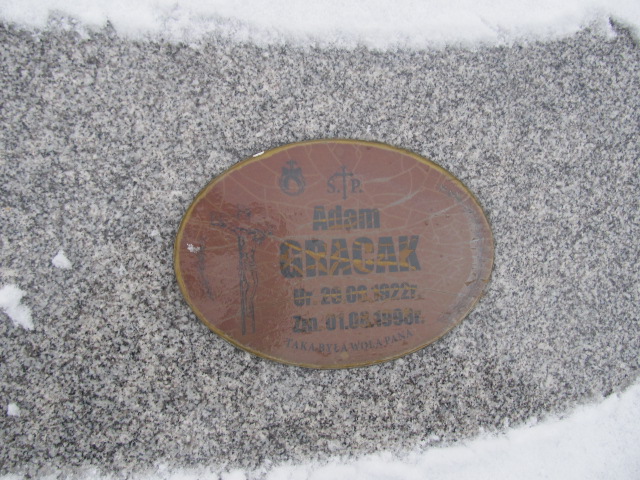 Ś.P.
Adam
GRACAK
Ur.
Zm.
TAKA BYŁA WOLA PANA